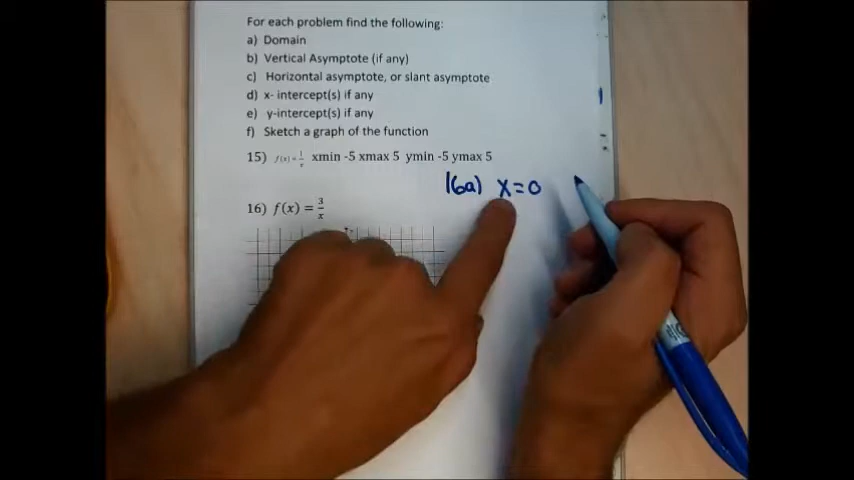 For each problem find the following:
a) Domain
b) Vertical Asymptote (if any)
c) Horizontal asymptote, or slant asymptote
d) x- intercept(s) if any
e) y-intercept(s) if any
f) Sketch a graph of the function
15) f(x) = 1/x xmin -5 xmax 5 ymin -5 ymax 5
16a) x=0
16) f(x) = 3/x